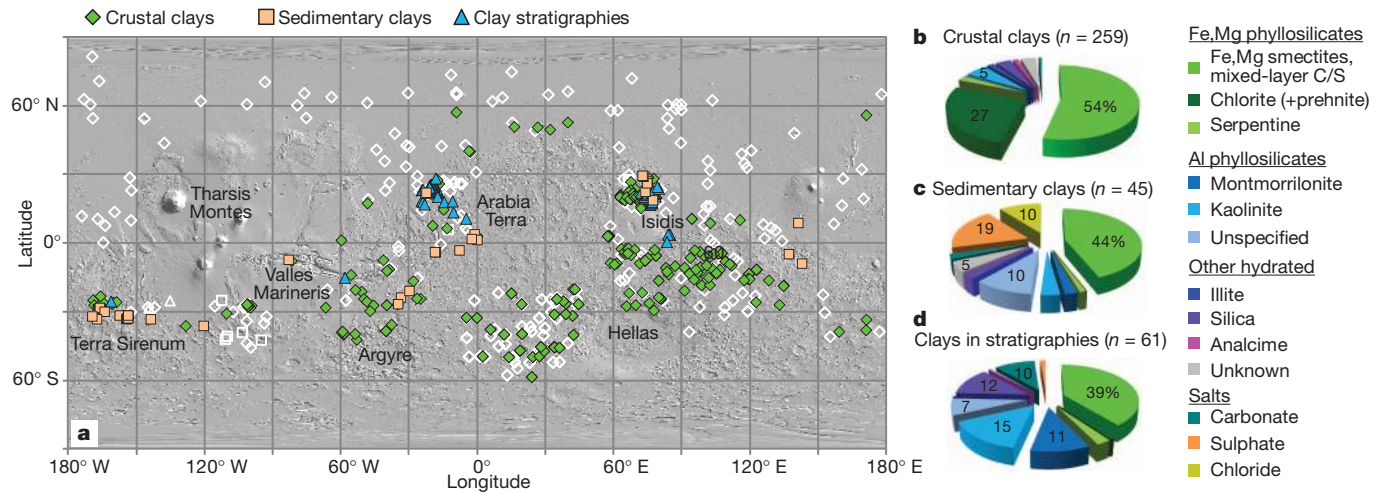 Crustal clays
Sedimentary clays
Clay stratigraphies
60° N
0°
60° S
Latitude
Tharsis
Montes
Valles
Marineris
Terra Sirenum
Argyre
Arabia
Terra
Isidis
60
Hellas
a
180° W
120° W
60° W
0°
60° E
120° E
180° E
Longitude
b Crustal clays (n = 259)
5
27
54%
c Sedimentary clays (n = 45)
10
19
44%
5
10
d
Clays in stratigraphies (n = 61)
10
12
39%
7
15
11
Fe,Mg phyllosilicates
Fe,Mg smectites,
mixed-layer C/S
Chlorite (+prehnite)
Serpentine
Al phyllosilicates
Montmorrilonite
Kaolinite
Unspecified
Other hydrated
Illite
Silica
Analcime
Unknown
Salts
Carbonate
Sulphate
Chloride